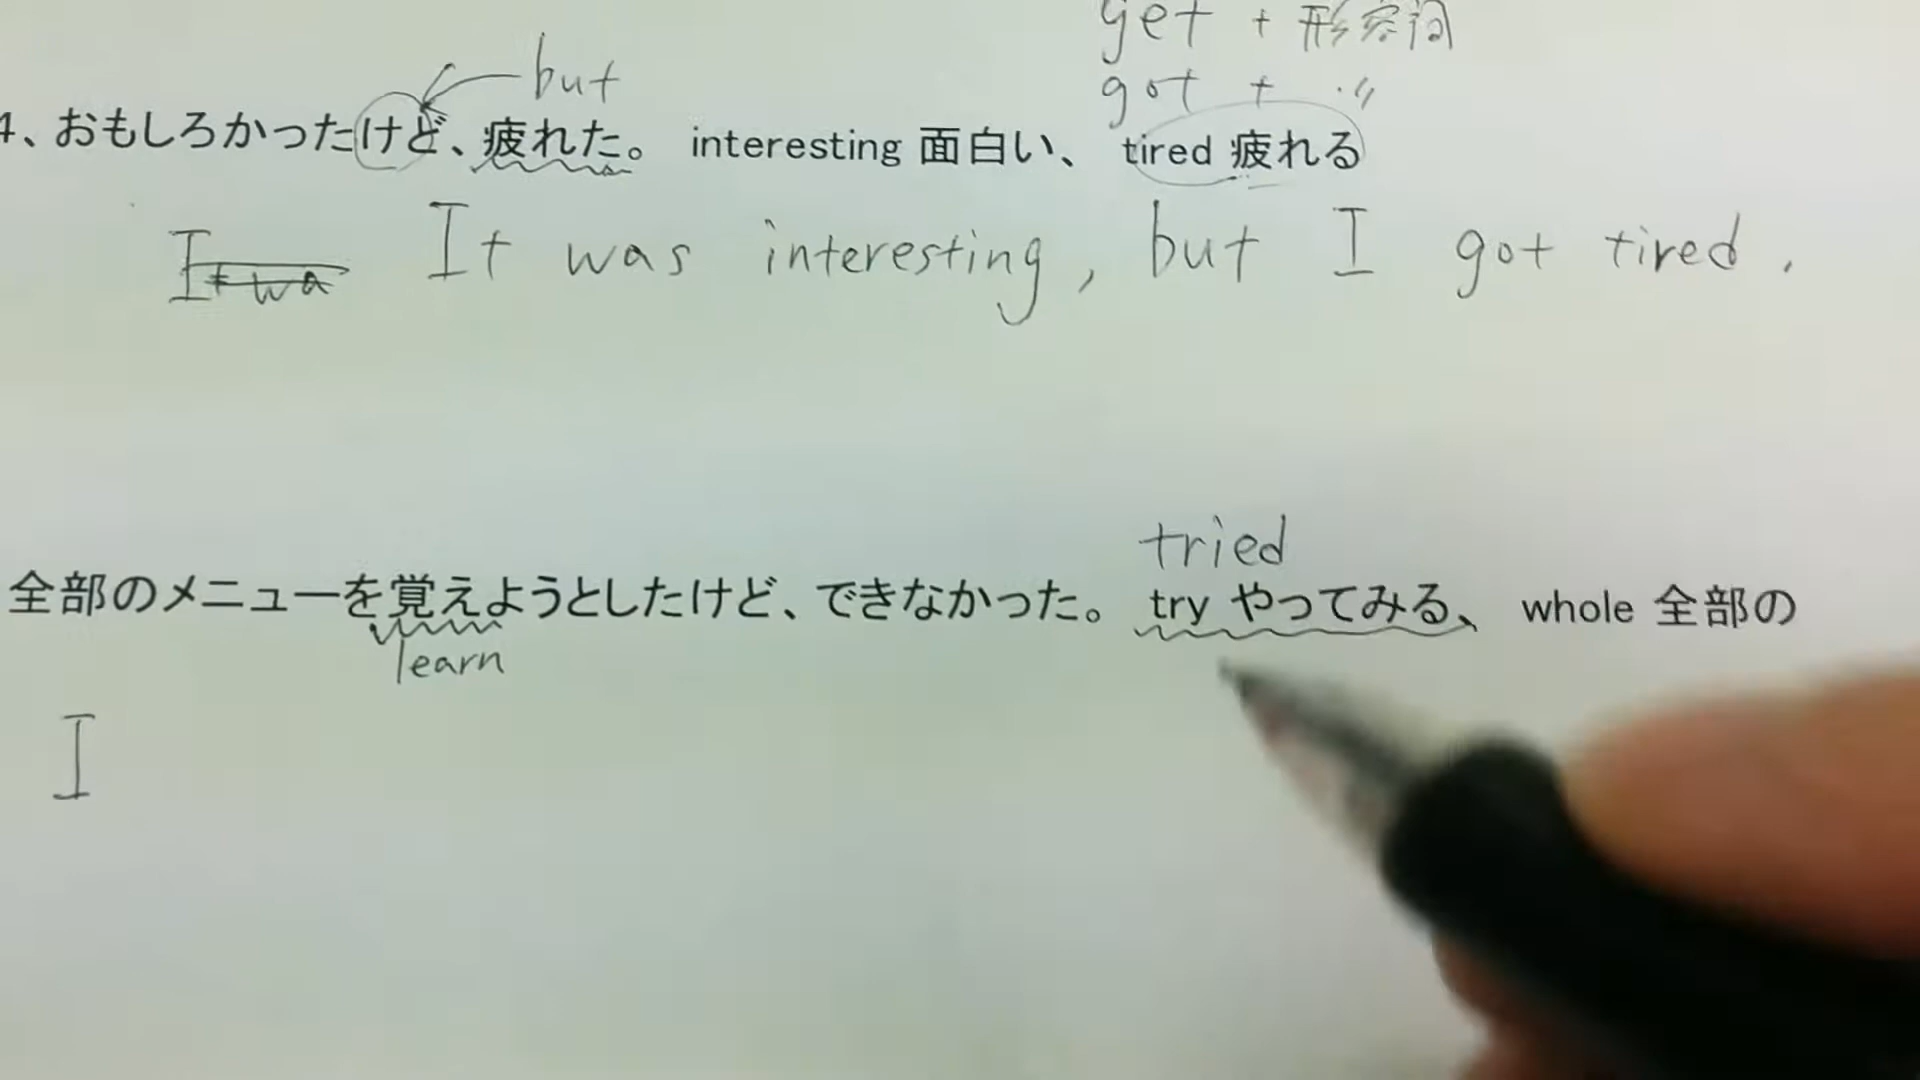 get + 形容詞
got + 〃
but
4、おもしろかったけど、疲れた。 interesting 面白い、 tired 疲れる
It wa It was interesting, but I got tired.
tried
全部のメニューを覚えようとしたけど、できなかった。 try やってみる、 whole 全部の
learn
I